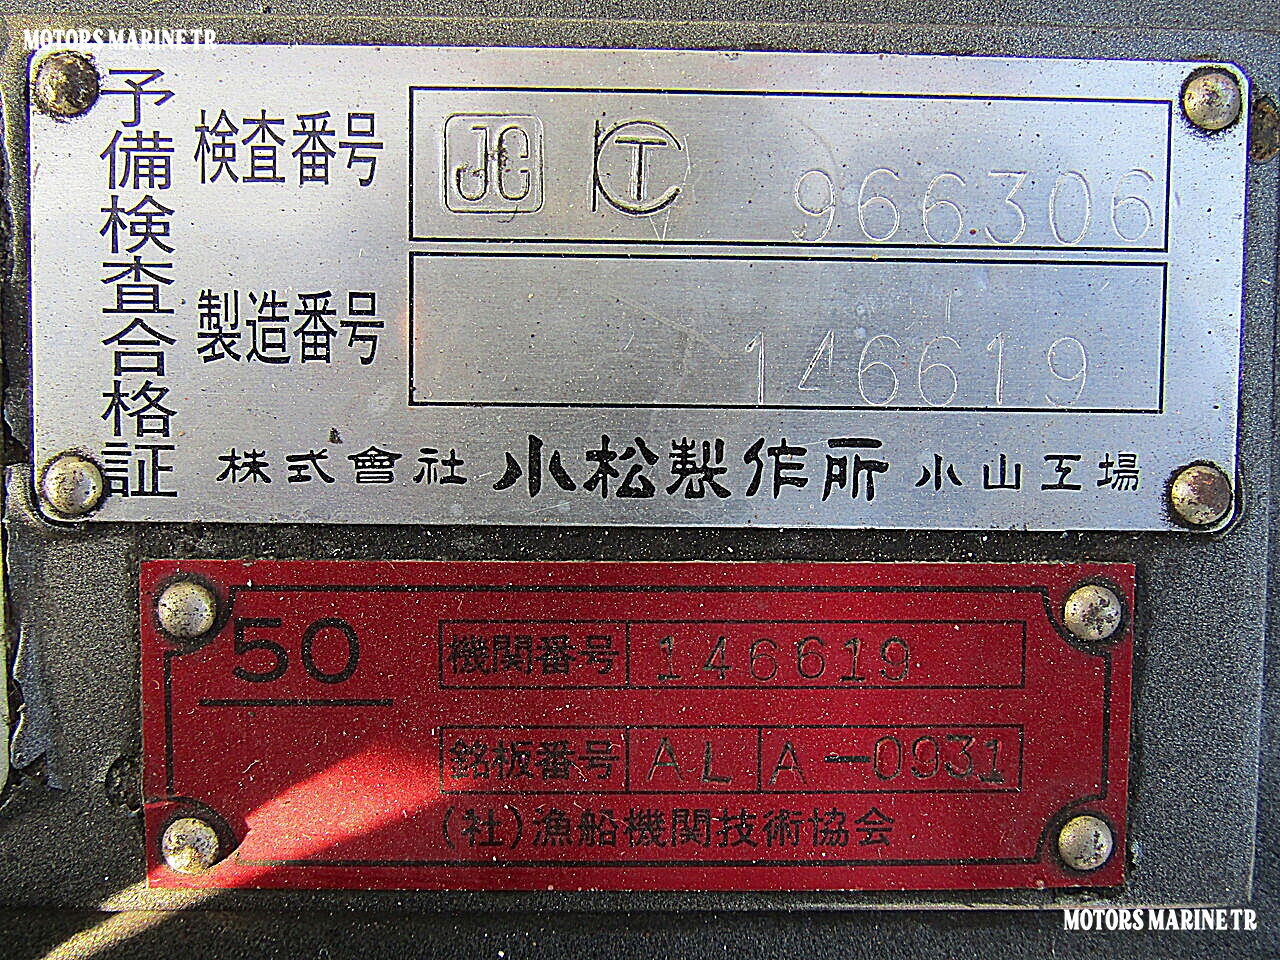 MOTORS MARINE TR
予備検査合格証
検査番号 JC T 966306
製造番号 146619
株式會社 小松製作所 小山工場
50
機関番号 146619
銘板番号 AL A-0931
(社)漁船機関技術協会
MOTORS MARINE TR